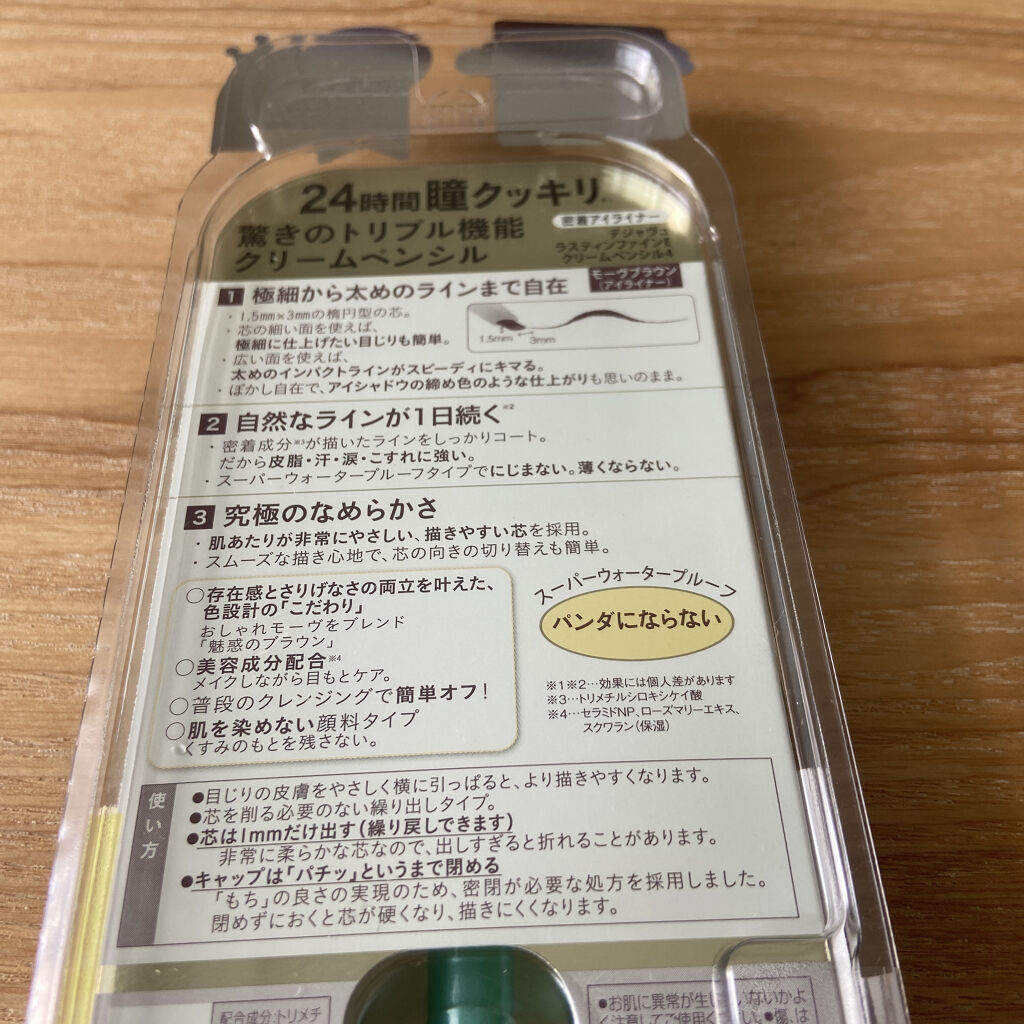 24時間 瞳クッキリ
驚きのトリプル機能
クリームペンシル
密着アイライナー
デジャヴュ
ラスティンファインE
クリームペンシル4
モーヴブラウン
(アイライナー)
1 極細から太めのラインまで自在
・1.5mm×3mmの楕円型の芯。
・芯の細い面を使えば、
極細に仕上げたい目じりも簡単。
・広い面を使えば、
太めのインパクトラインがスピーディにキマる。
・ぼかし自在で、アイシャドウの締め色のような仕上がりも思いのまま。
1.5mm
3mm
2 自然なラインが1日続く※2
・密着成分※3が描いたラインをしっかりコート。
だから皮脂・汗・涙・こすれに強い。
・スーパーウォータープルーフタイプでにじまない。薄くならない。
3 究極のなめらかさ
・肌あたりが非常にやさしい、描きやすい芯を採用。
・スムーズな描き心地で、芯の向きの切り替えも簡単。
○存在感とさりげなさの両立を叶えた、
色設計の「こだわり」
おしゃれモーヴをブレンド
「魅惑のブラウン」
○美容成分配合※4
メイクしながら目もとケア。
○普段のクレンジングで簡単オフ!
○肌を染めない顔料タイプ
くすみのもとを残さない。
スーパーウォータープルーフ
パンダにならない
※1※2…効果には個人差があります
※3…トリメチルシロキシケイ酸
※4…セラミドNP、ローズマリーエキス、
スクワラン(保湿)
使い方
●目じりの皮膚をやさしく横に引っぱると、より描きやすくなります。
●芯を削る必要のない繰り出しタイプ。
●芯は1mmだけ出す(繰り戻しできます)
非常に柔らかな芯なので、出しすぎると折れることがあります。
●キャップは「パチッ」というまで閉める
「もち」の良さの実現のため、密閉が必要な処方を採用しました。
閉めずにおくと芯が硬くなり、描きにくくなります。
配合成分:トリメチ
●お肌に異常が生じ いないかよ
く注意してご使用く